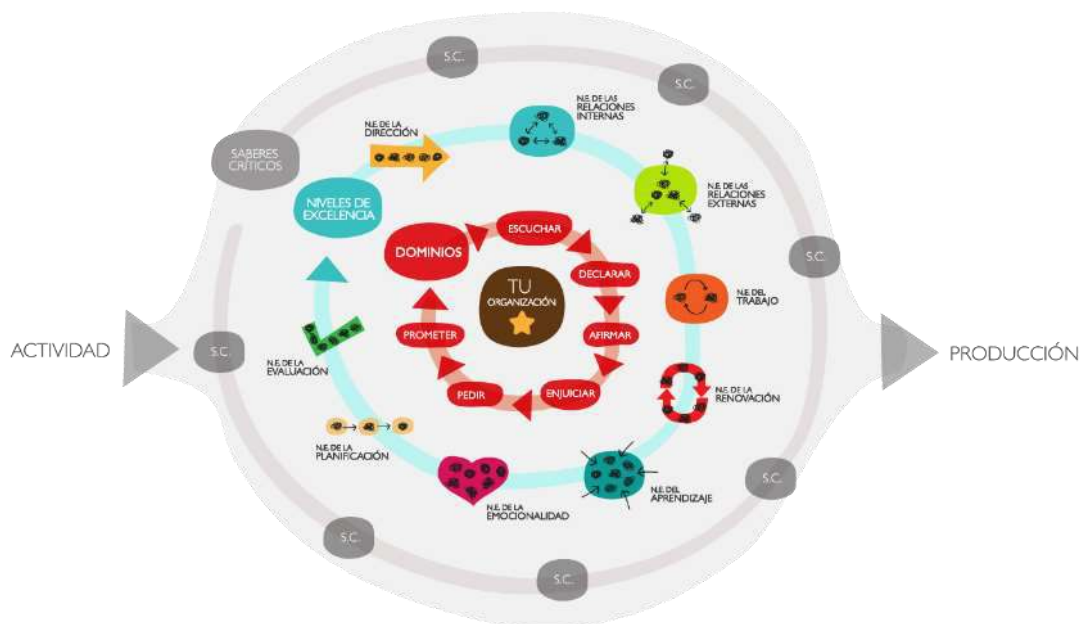 S.C.
S.C.
SABERES
CRÍTICOS
N.E. DE LA
DIRECCIÓN
N.E. DE LAS
RELACIONES
INTERNAS
NIVELES DE
EXCELENCIA
N.E. DE LAS
RELACIONES
EXTERNAS
DOMINIOS
ESCUCHAR
DECLARAR
AFIRMAR
ENJUICIAR
PEDIR
PROMETER
TU
ORGANIZACIÓN
S.C.
N.E. DEL
TRABAJO
ACTIVIDAD
S.C.
N.E. DE LA
EVALUACIÓN
PRODUCCIÓN
N.E. DE LA
RENOVACIÓN
N.E. DE LA
PLANIFICACIÓN
N.E. DE LA
EMOCIONALIDAD
N.E. DEL
APRENDIZAJE
S.C.
S.C.
S.C.